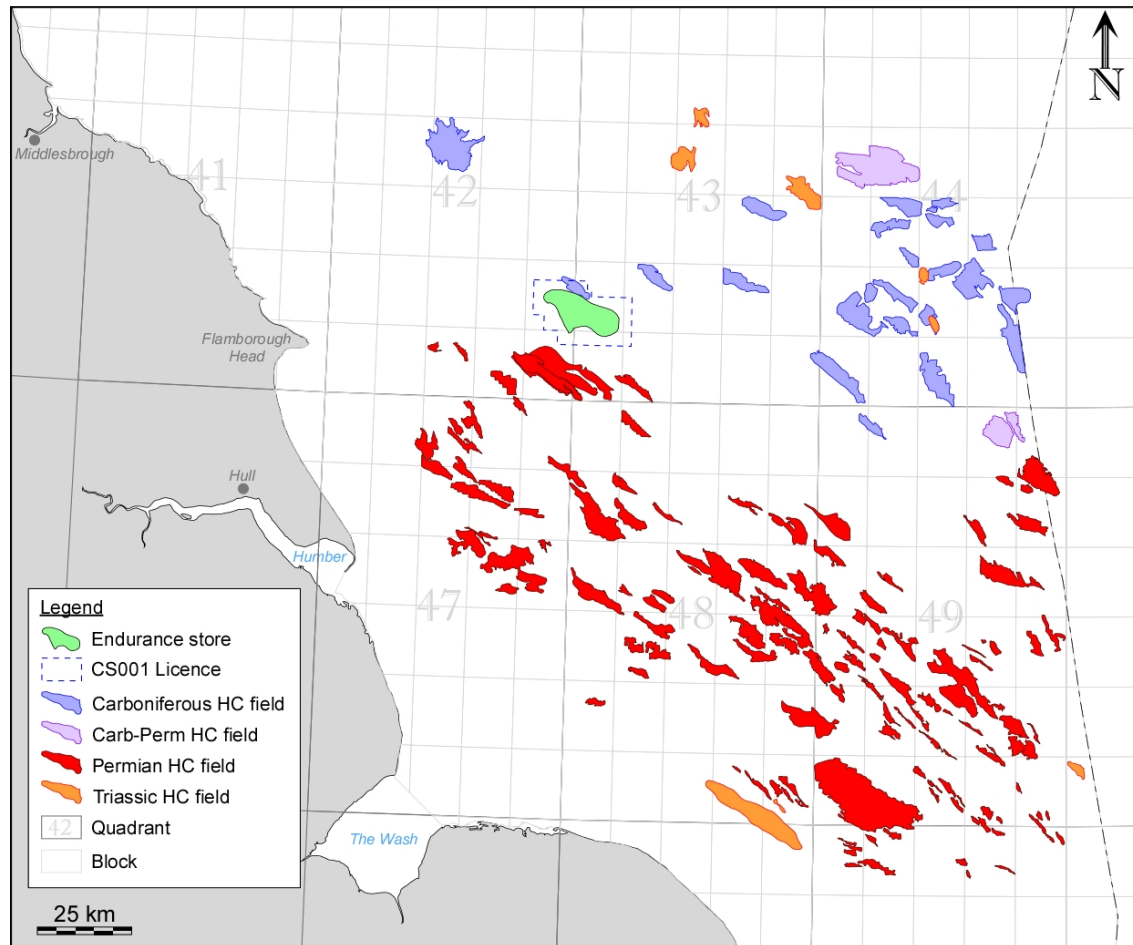 N
Middlesbrough
41
42
43
44
Flamborough
Head
Hull
Humber
47
48
49
Legend
Endurance store
CS001 Licence
Carboniferous HC field
Carb-Perm HC field
Permian HC field
Triassic HC field
42 Quadrant
Block
The Wash
25 km